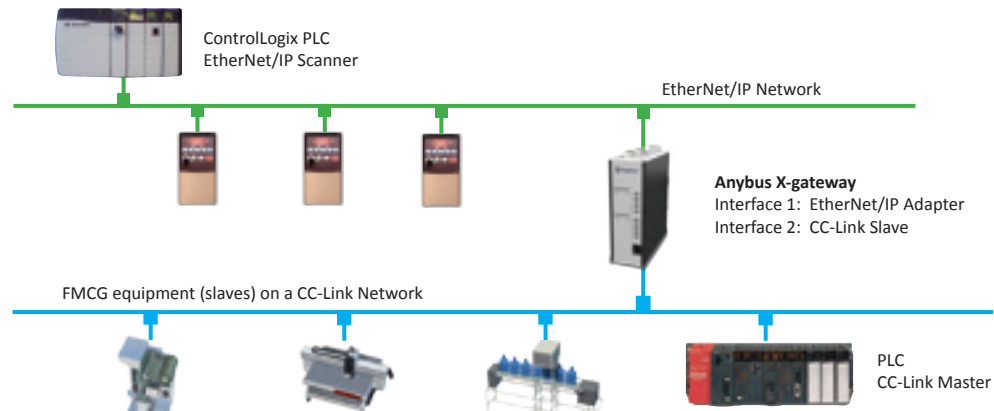 ControlLogix PLC
EtherNet/IP Scanner
EtherNet/IP Network
Anybus X-gateway
Interface 1: EtherNet/IP Adapter
Interface 2: CC-Link Slave
FMCG equipment (slaves) on a CC-Link Network
PLC
CC-Link Master